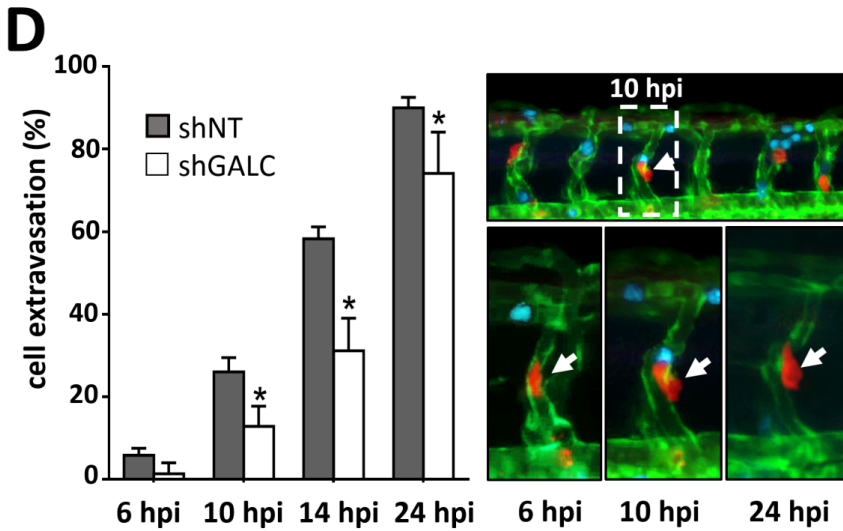 D
cell extravasation (%)
100
80
60
40
20
0
shNT
shGALC
*
*
*
6 hpi 10 hpi 14 hpi 24 hpi
10 hpi
6 hpi 10 hpi 24 hpi